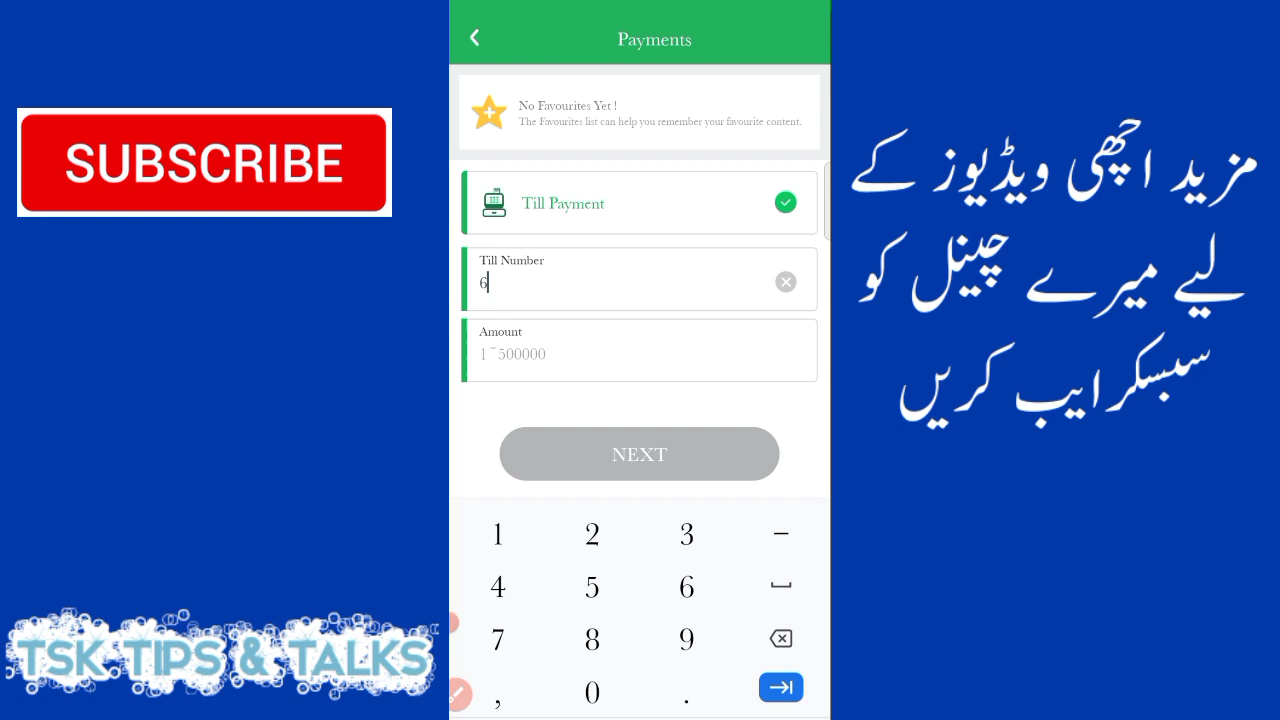 SUBSCRIBE
TSK TIPS & TALKS
Payments
No Favourites Yet !
The Favourites list can help you remember your favourite content.
Till Payment
Till Number
6
Amount
1~500000
NEXT
1 2 3 –
4 5 6
7 8 9
, 0 .
مزید اچھی ویڈیوز کے
لیے میرے چینل کو
سبسکرایب کریں